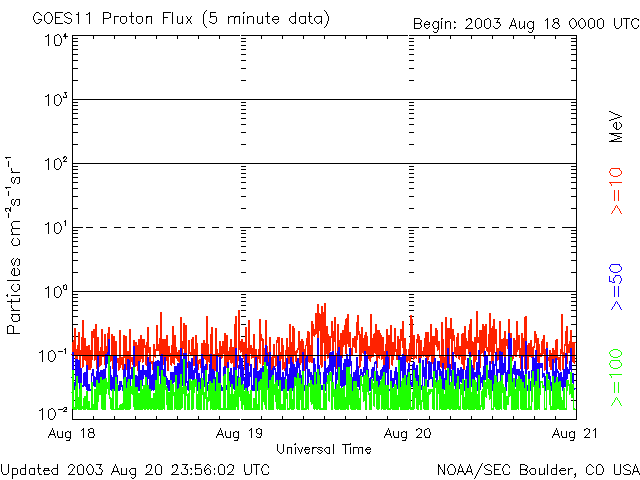 GOES11 Proton Flux (5 minute data)
Begin: 2003 Aug 18 0000 UTC
Particles cm⁻²s⁻¹sr⁻¹
10⁴
10³
10²
10¹
10⁰
10⁻¹
10⁻²
MeV
>=10
>=50
>=100
Aug 18
Aug 19
Aug 20
Aug 21
Universal Time
Updated 2003 Aug 20 23:56:02 UTC
NOAA/SEC Boulder, CO USA